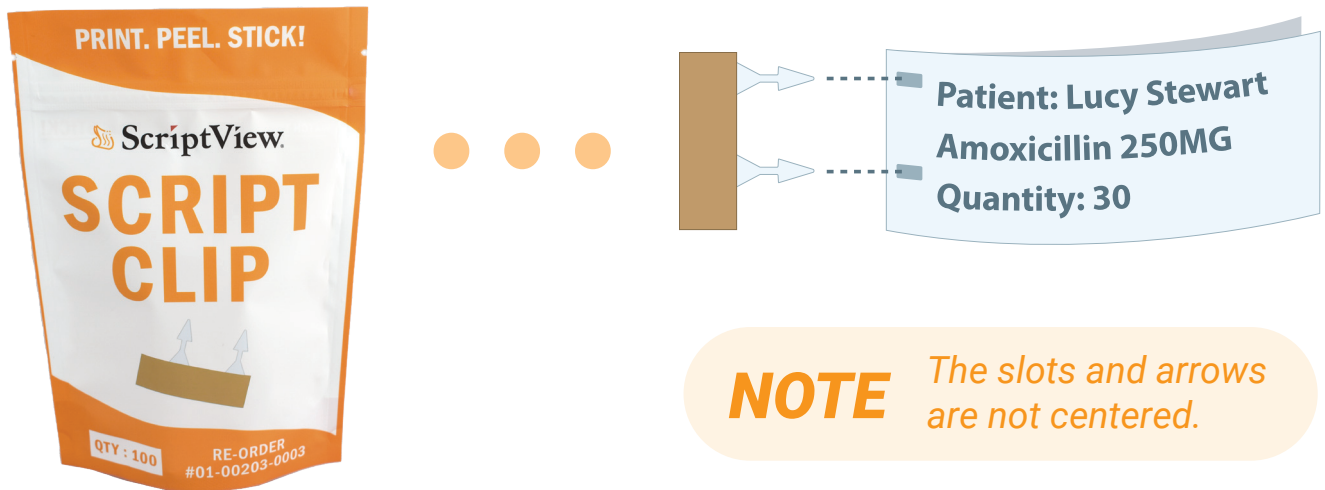 PRINT. PEEL. STICK!
ScriptView®
SCRIPT
CLIP
QTY : 100
RE-ORDER
#01-00203-0003
Patient: Lucy Stewart
Amoxicillin 250MG
Quantity: 30
NOTE
The slots and arrows
are not centered.